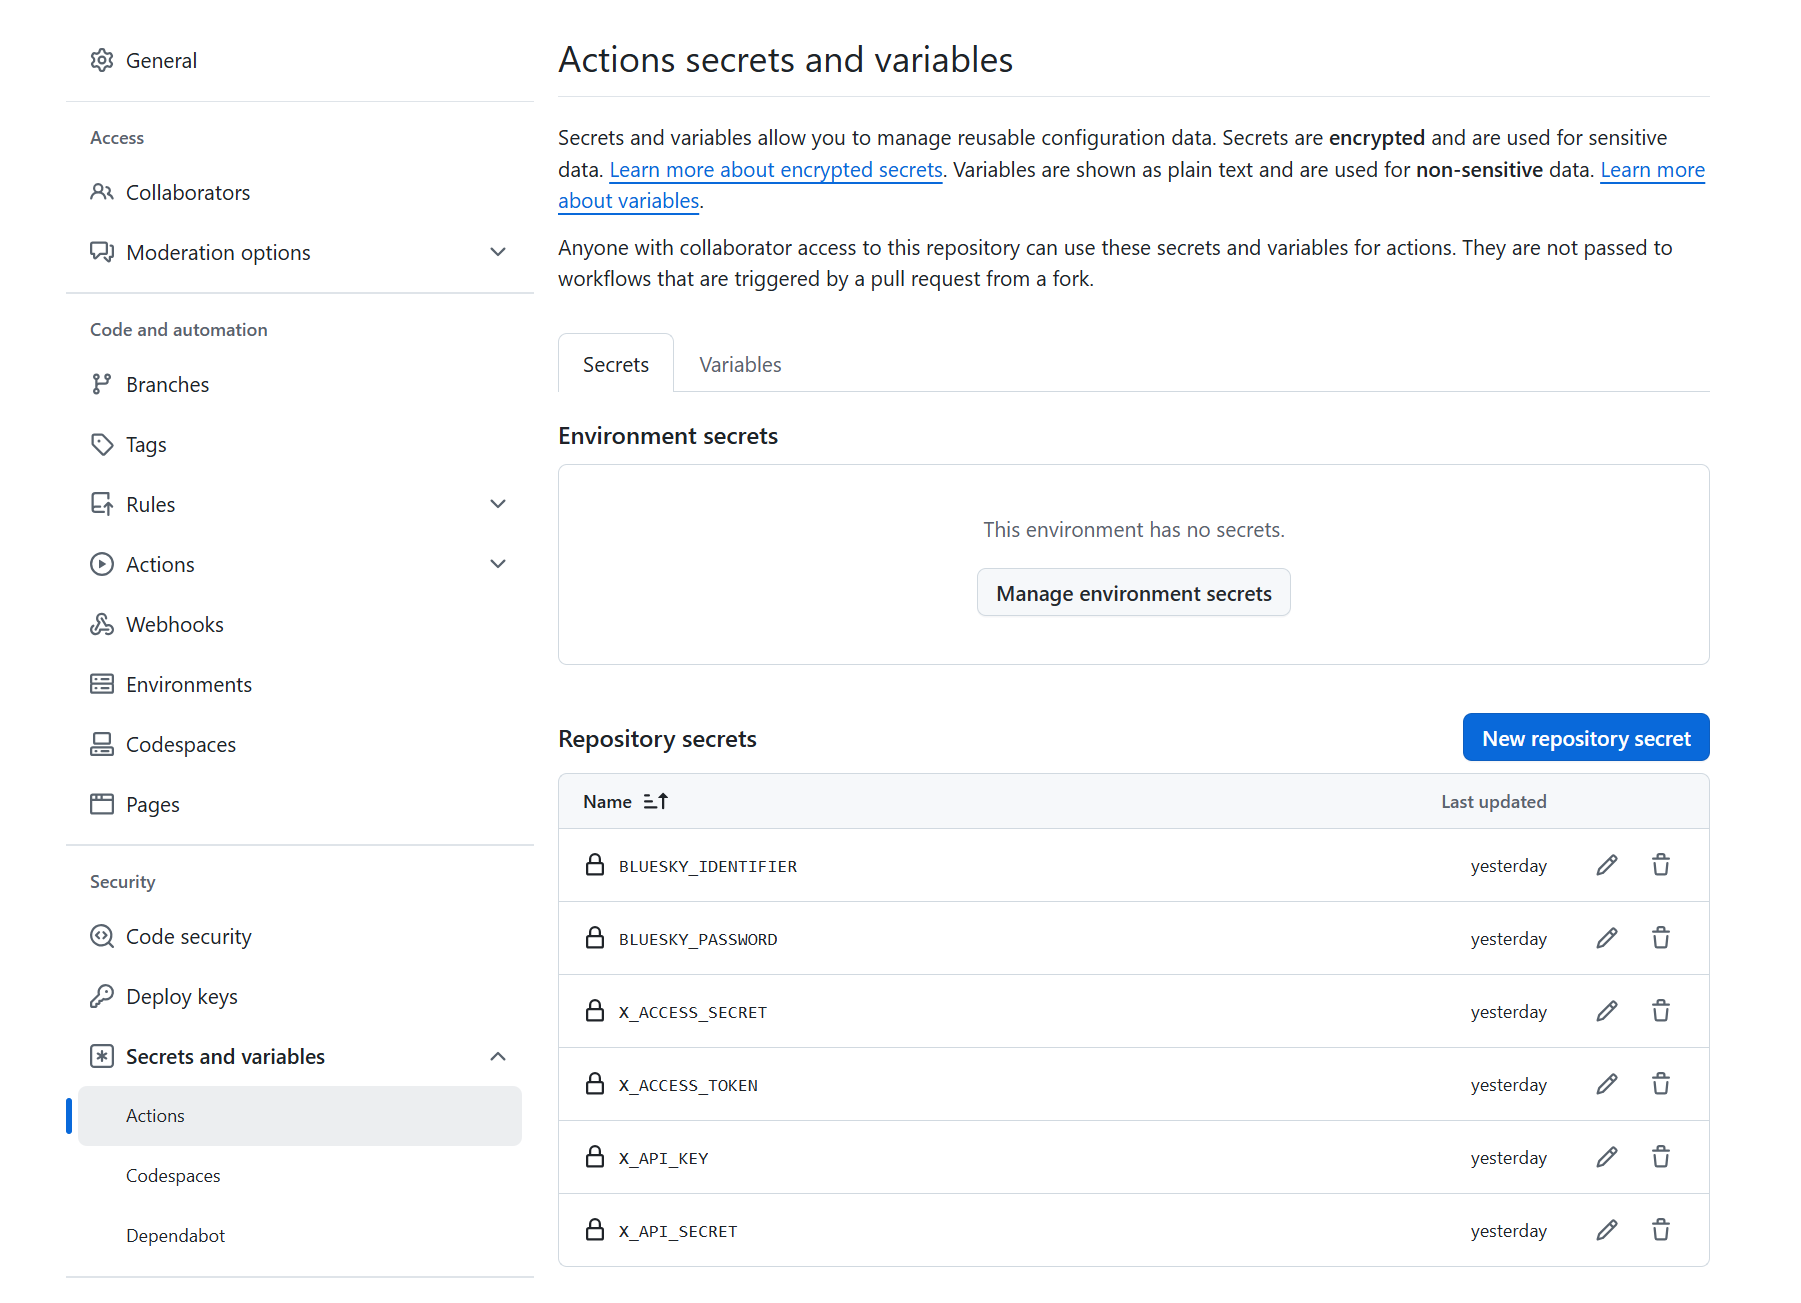 General
Access
Collaborators
Moderation options
Code and automation
Branches
Tags
Rules
Actions
Webhooks
Environments
Codespaces
Pages
Security
Code security
Deploy keys
Secrets and variables
Actions
Codespaces
Dependabot
Actions secrets and variables
Secrets and variables allow you to manage reusable configuration data. Secrets are encrypted and are used for sensitive
data. Learn more about encrypted secrets. Variables are shown as plain text and are used for non-sensitive data. Learn more
about variables.
Anyone with collaborator access to this repository can use these secrets and variables for actions. They are not passed to
workflows that are triggered by a pull request from a fork.
Secrets Variables
Environment secrets
This environment has no secrets.
Manage environment secrets
Repository secrets New repository secret
Name Last updated
BLUESKY_IDENTIFIER yesterday
BLUESKY_PASSWORD yesterday
X_ACCESS_SECRET yesterday
X_ACCESS_TOKEN yesterday
X_API_KEY yesterday
X_API_SECRET yesterday